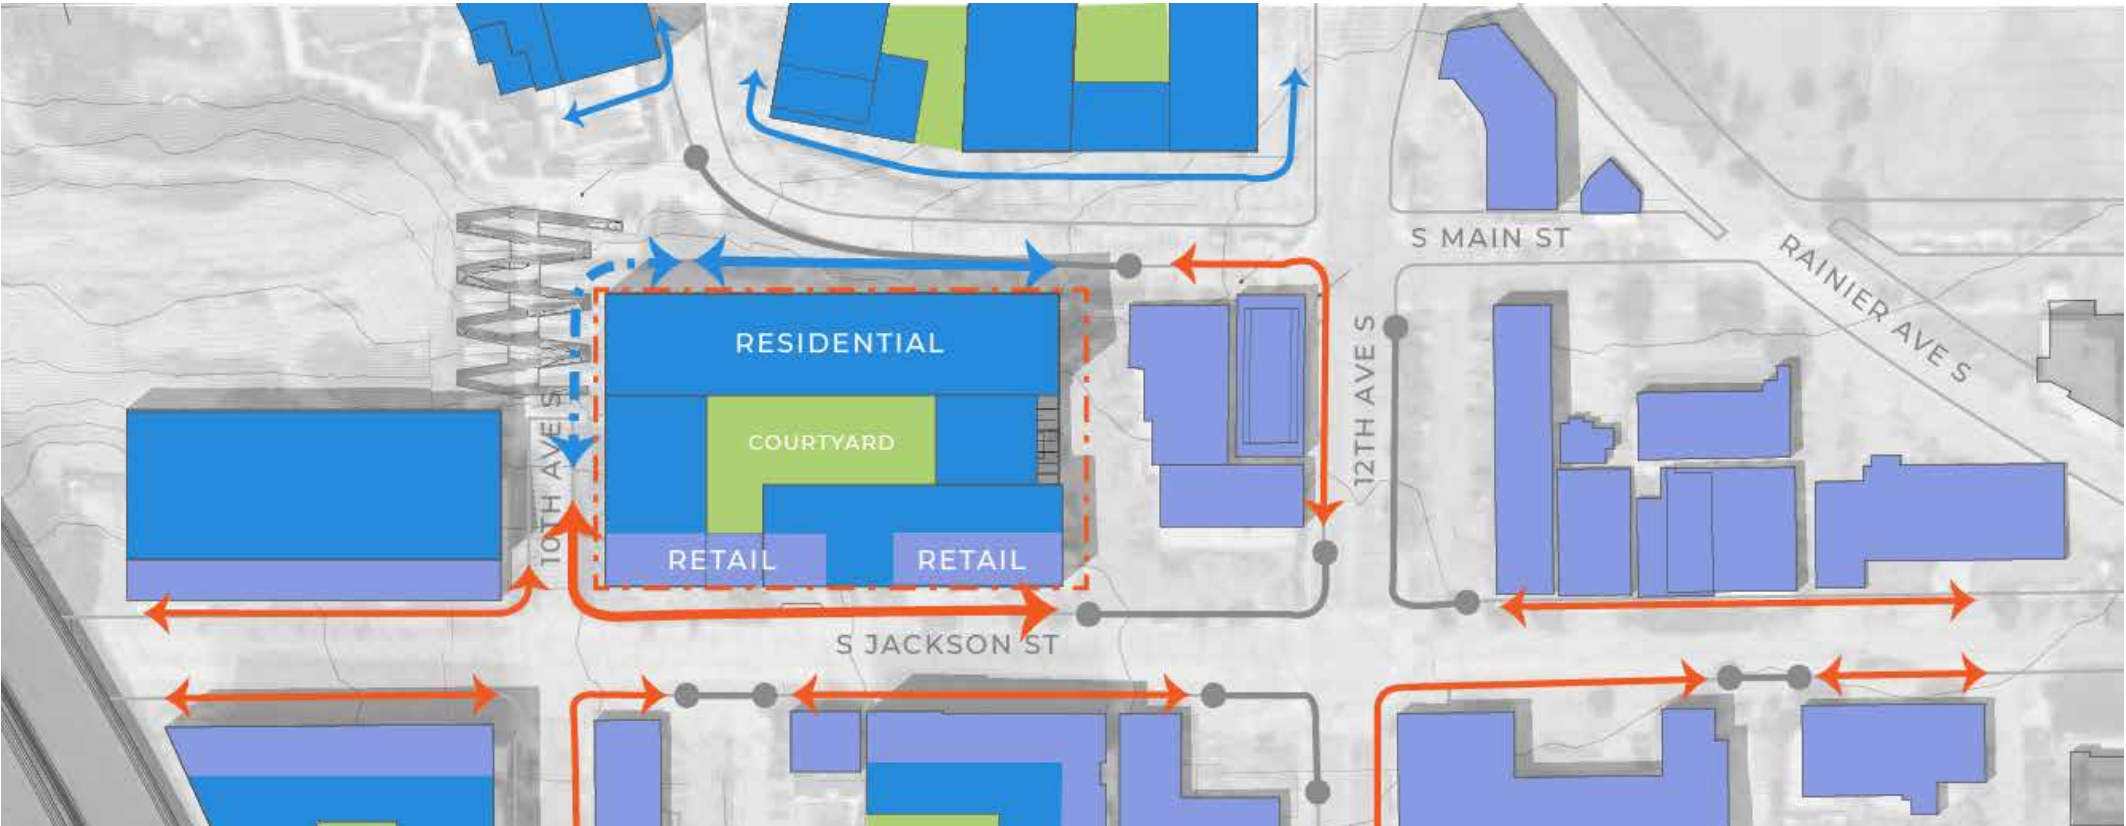 S MAIN ST
RAINIER AVE S
RESIDENTIAL
COURTYARD
12TH AVE S
10TH AVE S
RETAIL
RETAIL
S JACKSON ST